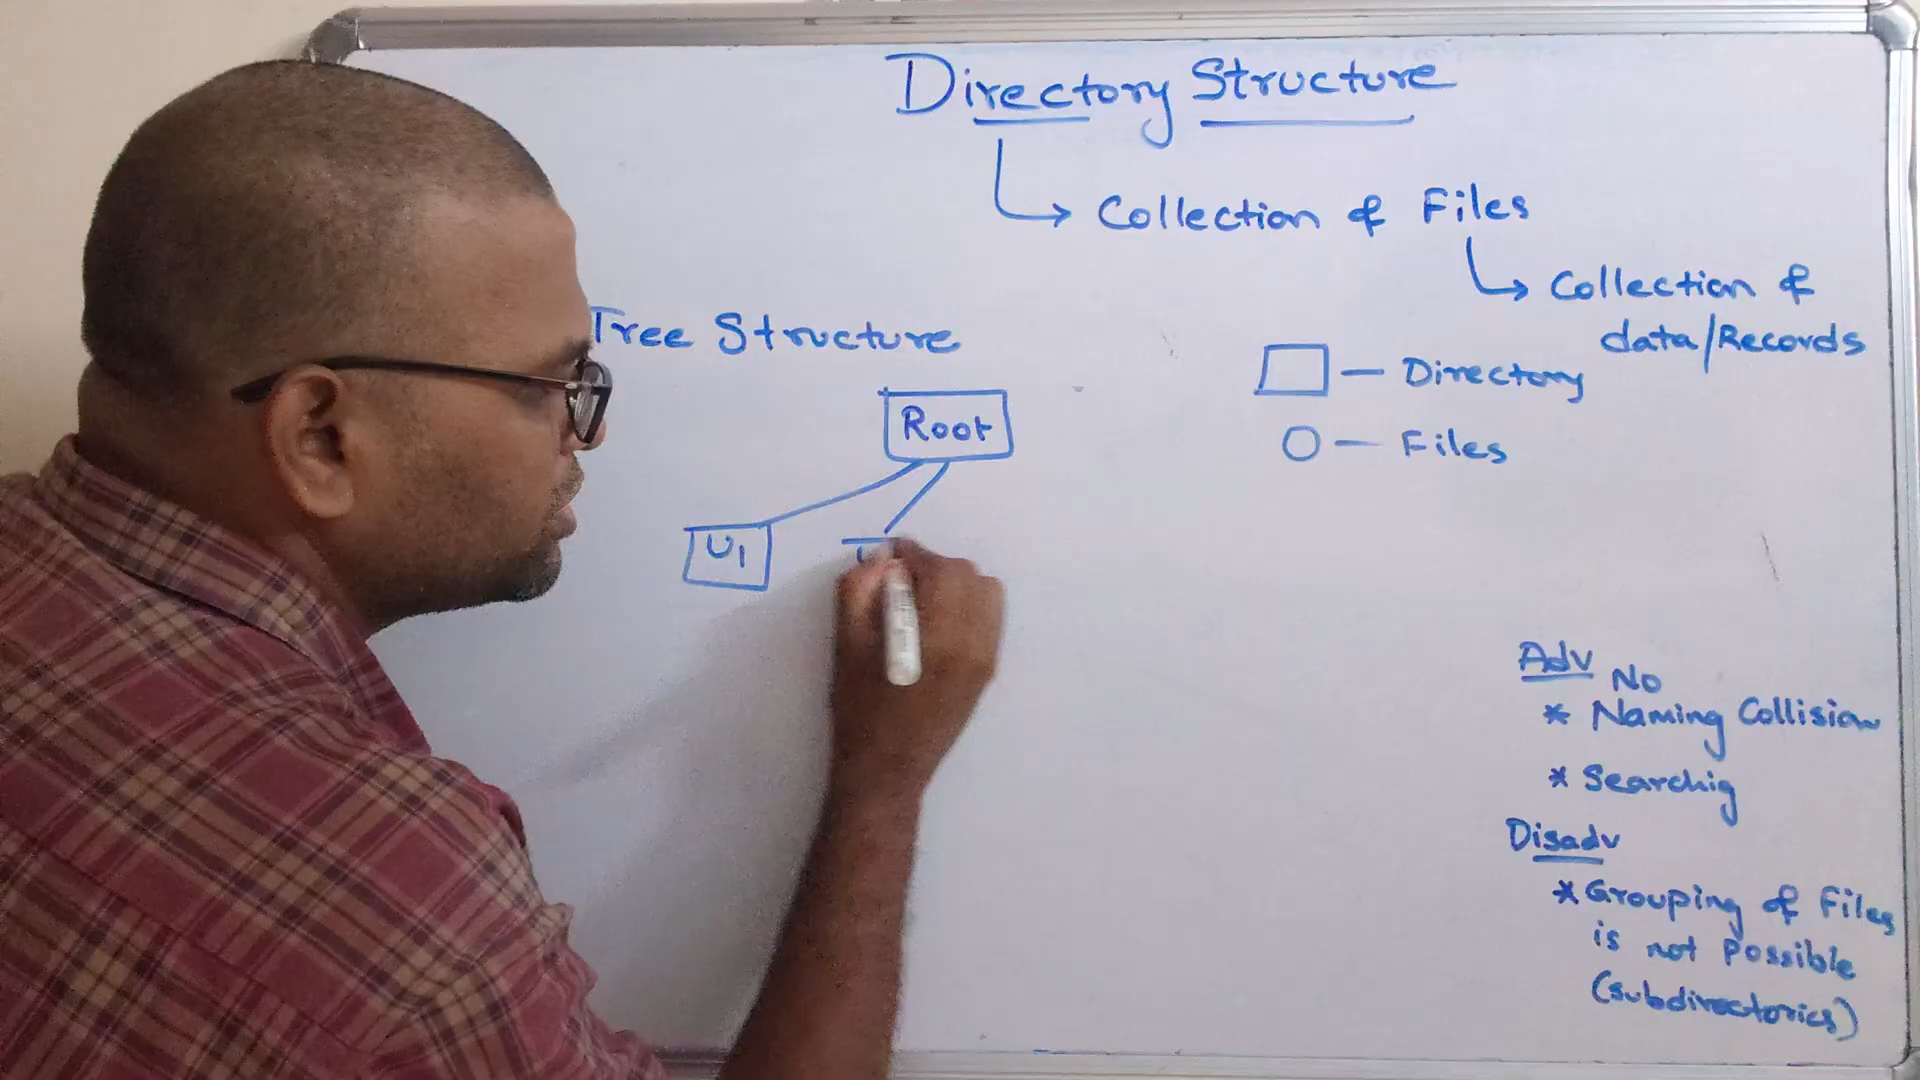 Directory Structure
Collection of Files
Collection of
data/Records
Tree Structure
Directory
Root
Files
U1
Adv
No
* Naming Collision
* Searchig
Disadv
* Grouping of Files
is not possible
(subdirectories)